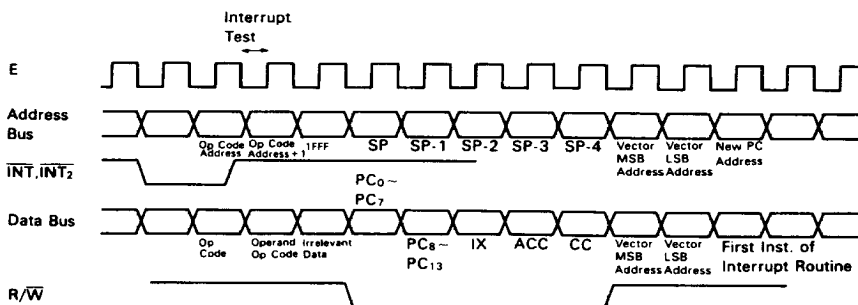 Interrupt
Test
E
Address
Bus
Op Code
Address
Op Code
Address+1
1FFF
SP
SP-1
SP-2
SP-3
SP-4
Vector
MSB
Address
Vector
LSB
Address
New PC
Address
INT, INT2
PC0~
PC7
Data Bus
Op
Code
Operand
Op Code
Irrelevant
Data
PC8~
PC13
IX
ACC
CC
Vector
MSB
Address
Vector
LSB
Address
First Inst. of
Interrupt Routine
R/W